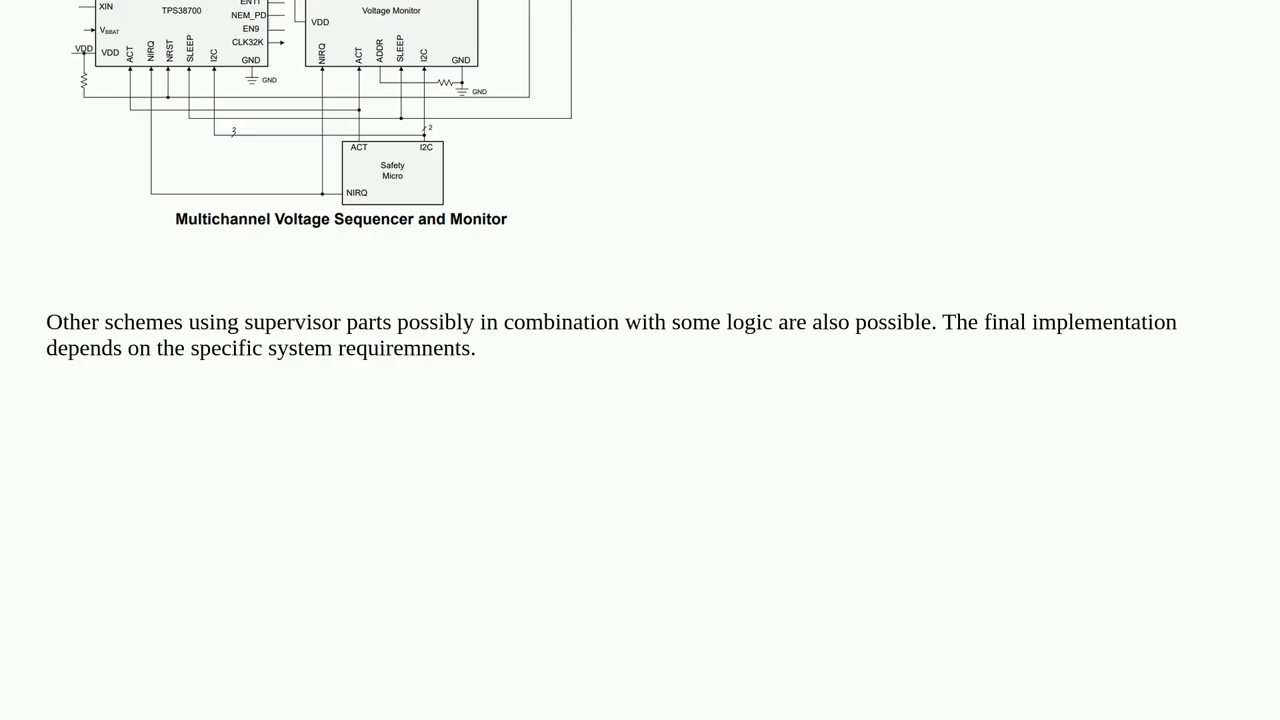 EN11
XIN
TPS38700
Voltage Monitor
NEM_PD
VDD
VBBAT
EN9
CLK32K
VDD
VDD
ACT
NIRQ
NRST
SLEEP
I2C
GND
NIRQ
ACT
ADDR
SLEEP
I2C
GND
GND
GND
2
2
ACT
I2C
Safety
Micro
NIRQ
Multichannel Voltage Sequencer and Monitor
Other schemes using supervisor parts possibly in combination with some logic are also possible. The final implementation
depends on the specific system requiremnents.